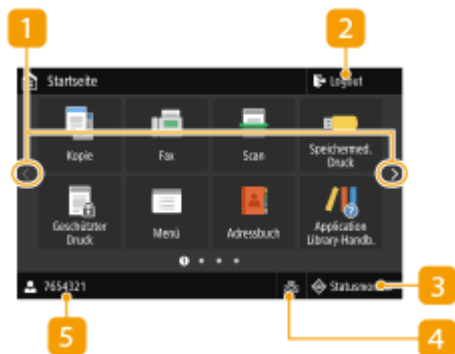 1
2
Startseite
Logout
Kopie
Fax
Scan
Speichermed.
Druck
Geschützter
Druck
Menü
Adressbuch
Application
Library-Handb.
1
7654321
3
5
4